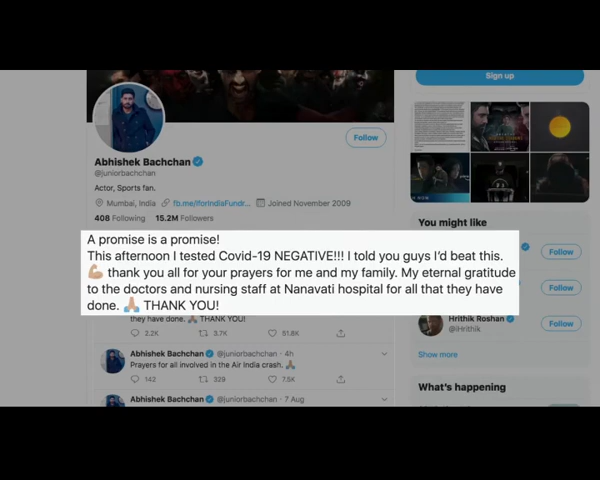 Sign up
Follow
Abhishek Bachchan
@juniorbachchan
Actor, Sports fan.
Mumbai, India fb.me/IforIndiaFundr... Joined November 2009
408 Following 15.2M Followers
A promise is a promise!
This afternoon I tested Covid-19 NEGATIVE!!! I told you guys I'd beat this.
💪🏽 thank you all for your prayers for me and my family. My eternal gratitude
to the doctors and nursing staff at Nanavati hospital for all that they have
done. 🙏🏽 THANK YOU!
they have done. 🙏🏽 THANK YOU!
2.2K 3.7K 51.8K
Abhishek Bachchan @juniorbachchan · 4h
Prayers for all involved in the Air India crash. 🙏🏽
142 329 7.5K
Abhishek Bachchan @juniorbachchan · 7 Aug
You might like
Follow
Follow
Hrithik Roshan
@iHrithik
Follow
Show more
What's happening